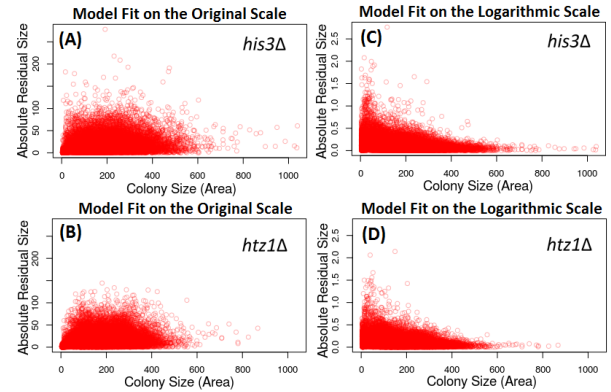 Model Fit on the Original Scale
(A)
his3Δ
Absolute Residual Size
0 50 100 200
0 200 400 600 800 1000
Colony Size (Area)
Model Fit on the Logarithmic Scale
(C)
his3Δ
Absolute Residual Size
0.0 0.5 1.0 1.5 2.0 2.5
0 200 400 600 800 1000
Colony Size (Area)
Model Fit on the Original Scale
(B)
htz1Δ
Absolute Residual Size
0 50 100 200
0 200 400 600 800 1000
Colony Size (Area)
Model Fit on the Logarithmic Scale
(D)
htz1Δ
Absolute Residual Size
0.0 0.5 1.0 1.5 2.0 2.5
0 200 400 600 800 1000
Colony Size (Area)